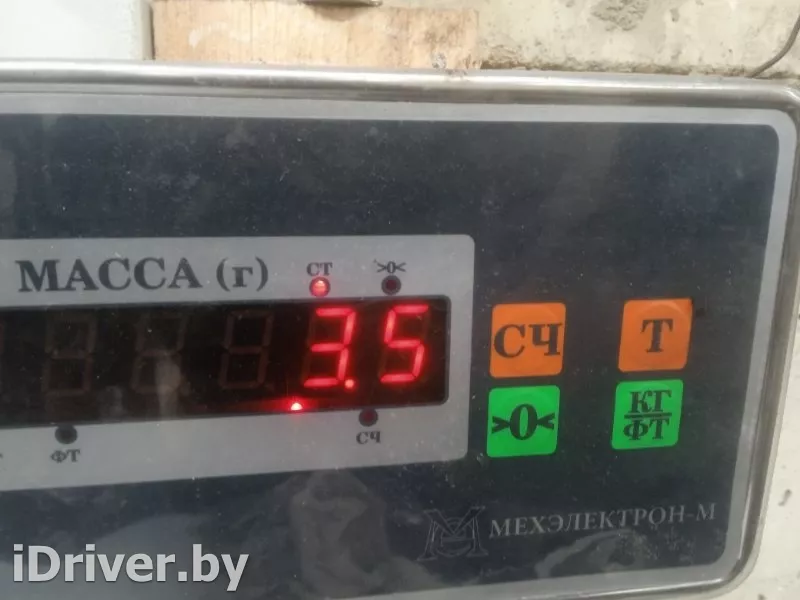 МАССА (г) СТ >0<
3.5
СЧ Т
>0< КГ
ФТ
ФТ СЧ
МЕХЭЛЕКТРОН-М
iDriver.by